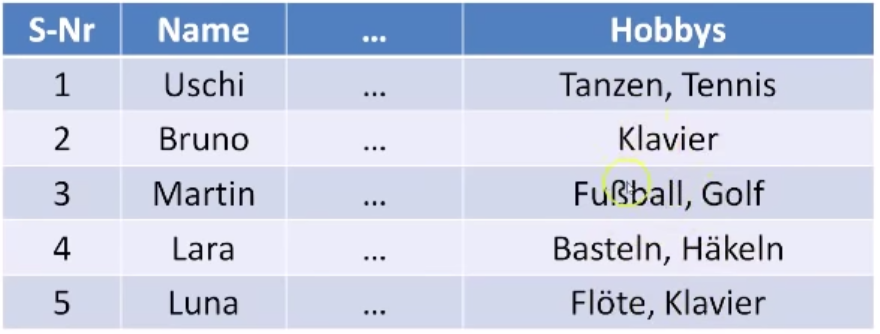 S-Nr Name ... Hobbys
1 Uschi ... Tanzen, Tennis
2 Bruno ... Klavier
3 Martin ... Fußball, Golf
4 Lara ... Basteln, Häkeln
5 Luna ... Flöte, Klavier